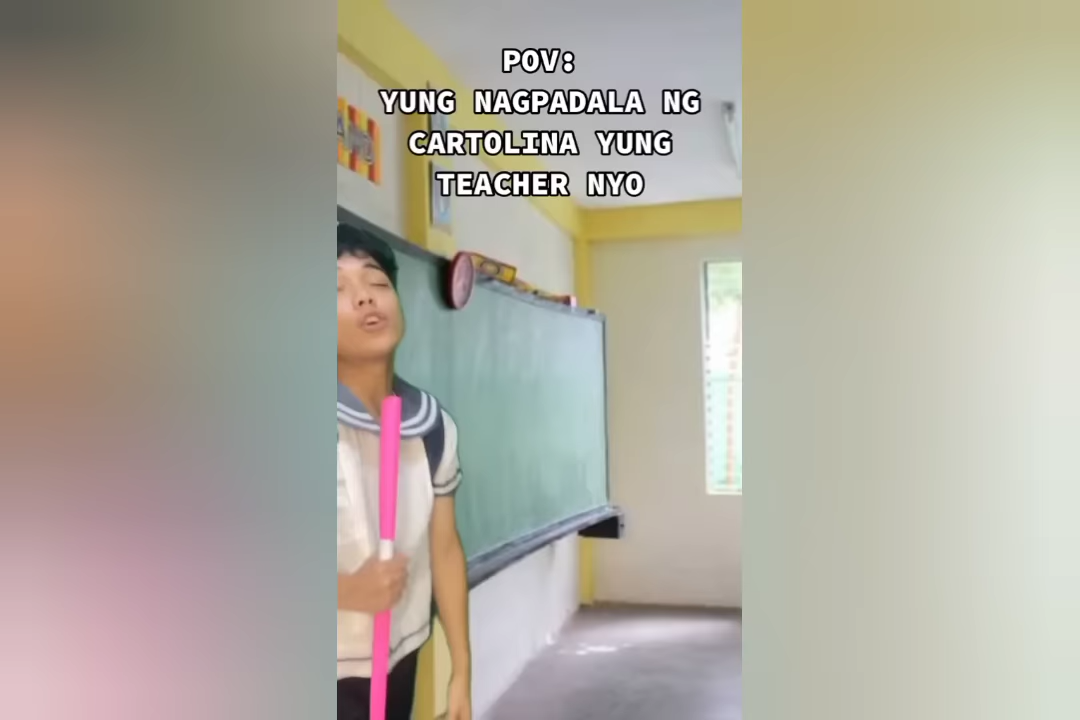 POV:
YUNG NAGPADALA NG
CARTOLINA YUNG
TEACHER NYO